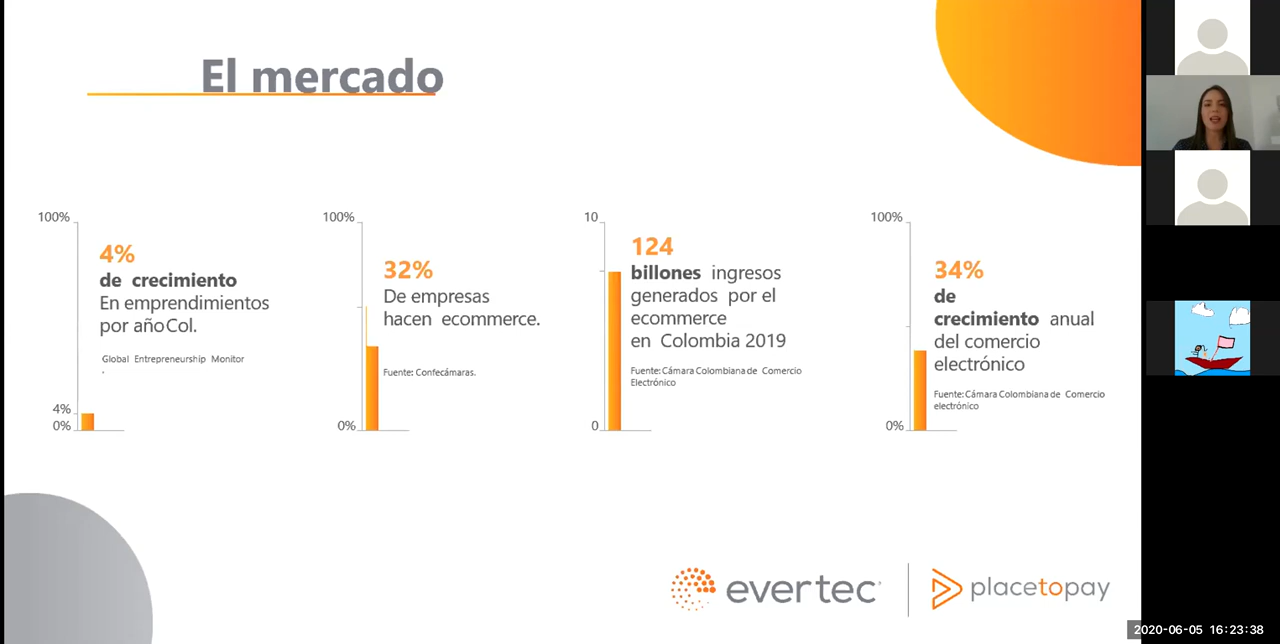 El mercado
100%
4%
de crecimiento
En emprendimientos
por año Col.
Global Entrepreneurship Monitor
.
4%
0%
100%
32%
De empresas
hacen ecommerce.
Fuente: Confecámaras.
0%
10
124
billones ingresos
generados por el
ecommerce
en Colombia 2019
Fuente: Cámara Colombiana de Comercio
Electrónico
0
100%
34%
de
crecimiento anual
del comercio
electrónico
Fuente: Cámara Colombiana de Comercio
electrónico
0%
evertec
placetopay
2020-06-05 16:23:38